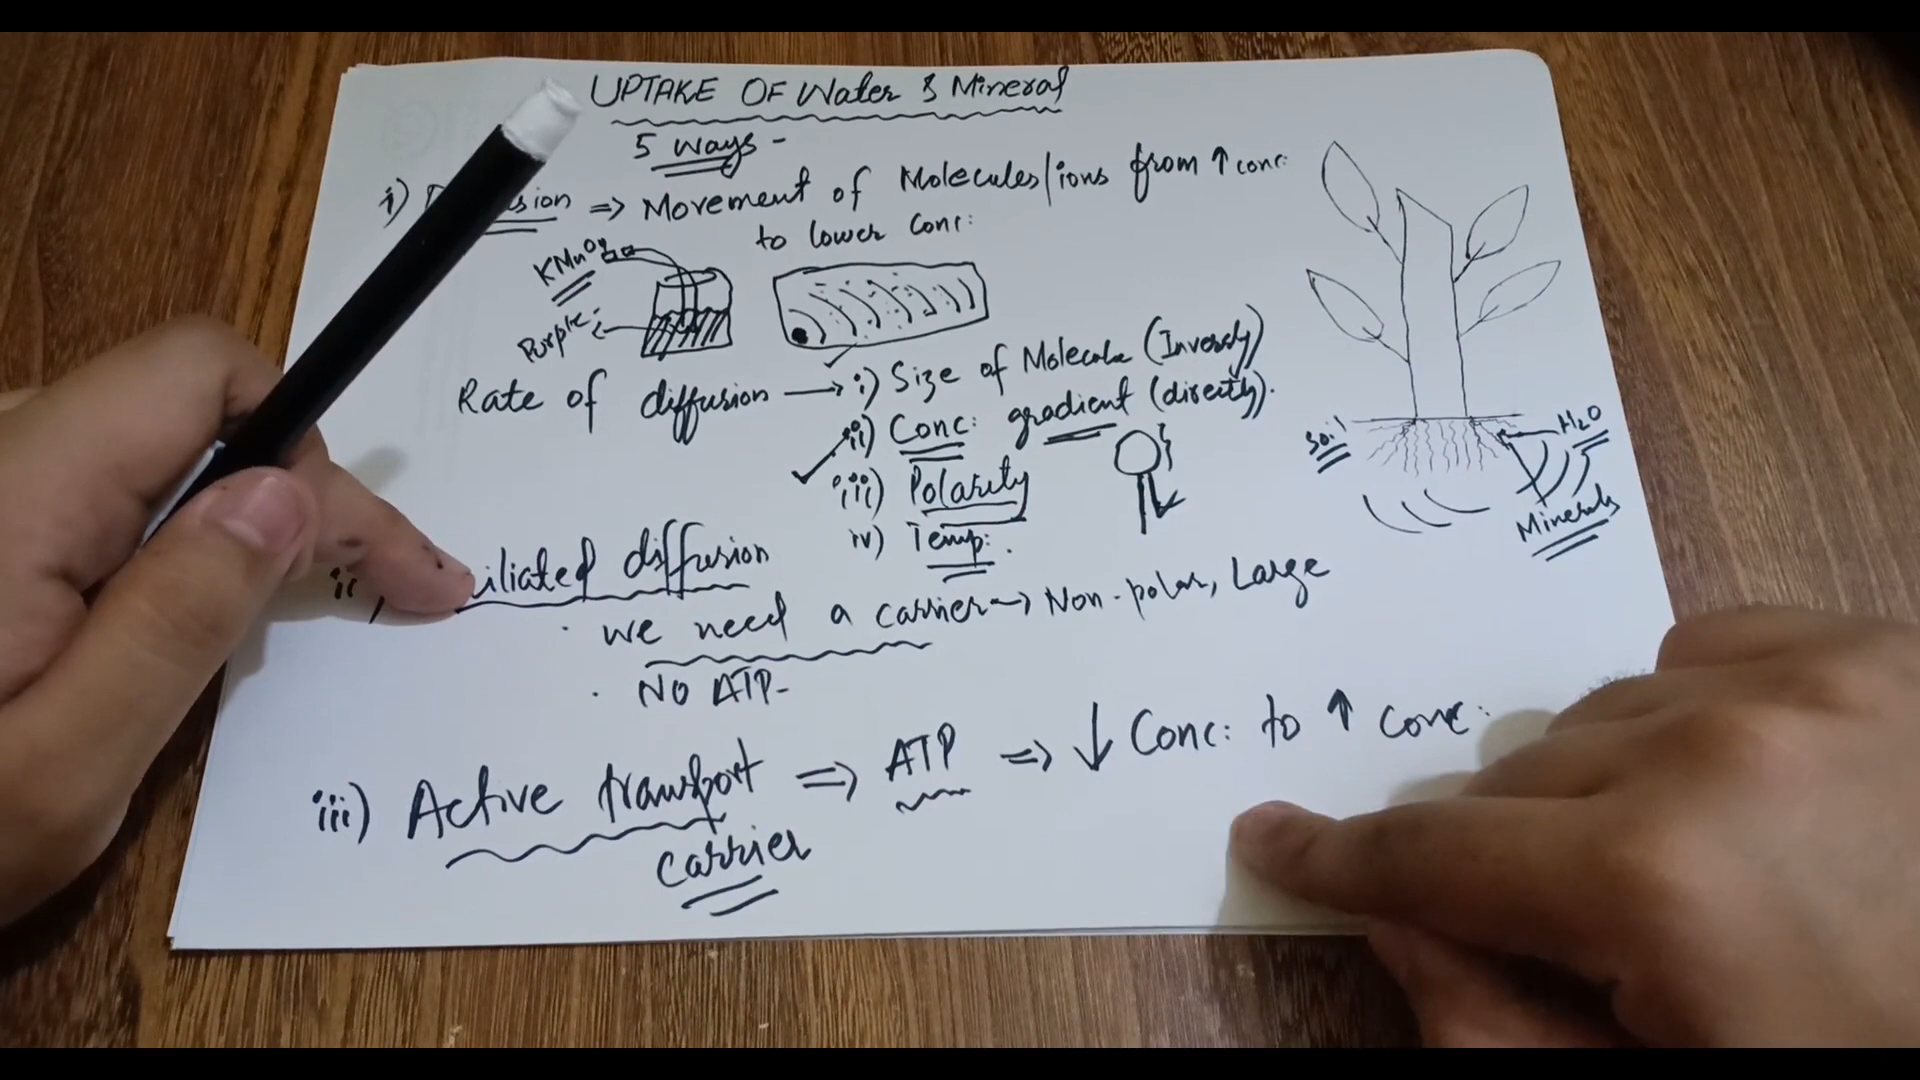 UPTAKE OF Water & Mineral
5 ways -
i) sion => Movement of Molecules/ions from ↑ conc:
to lower conc:
KMnO4
Purple
Rate of diffusion → i) Size of Molecule (Inversly)
ii) Conc: gradient (directly).
iii) Polarity
iv) Temp:
Soil
H2O
Minerals
ii) iliated diffusion
. we need a carrier → Non-polar, Large
. NO ATP-
iii) Active transport => ATP => ↓ Conc: to ↑ conc:
carrier